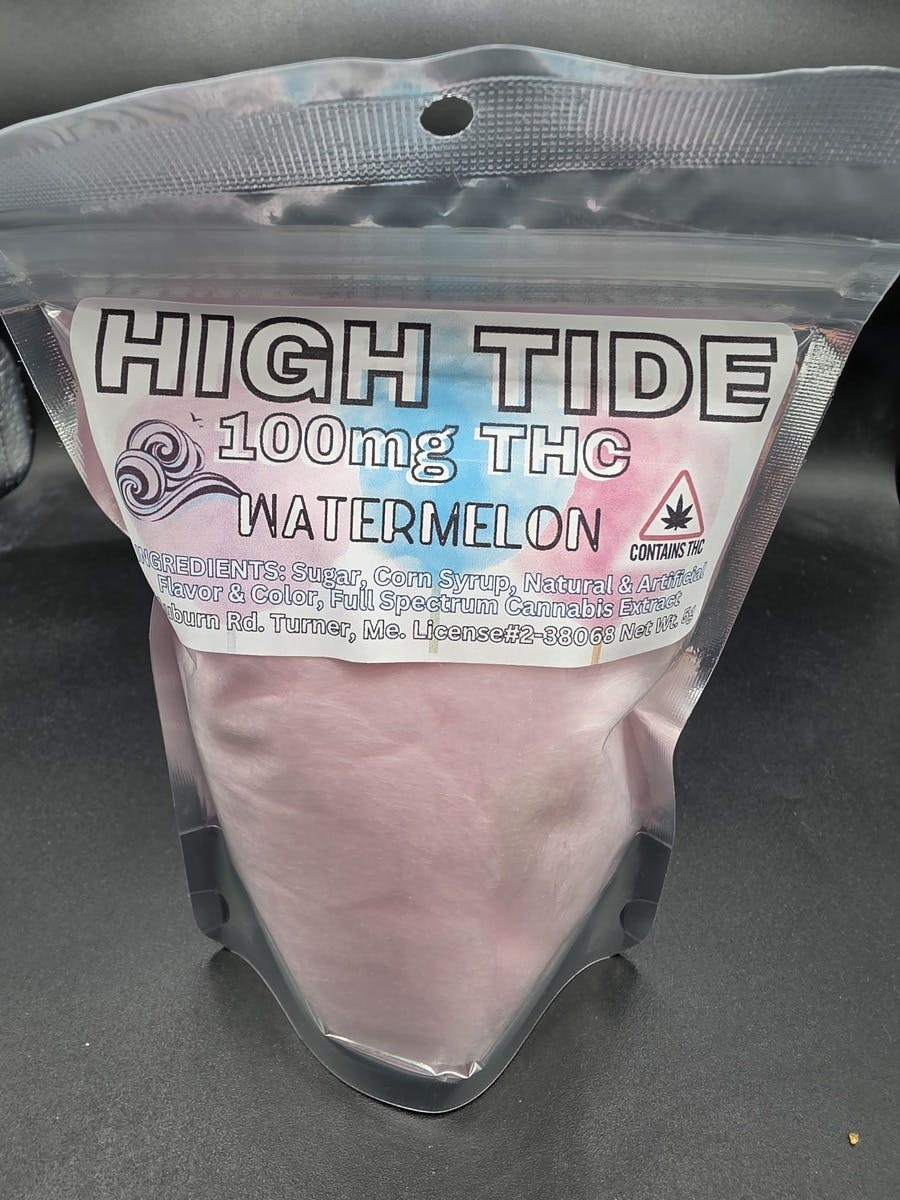 HIGH TIDE
100mg THC
WATERMELON
CONTAINS THC
INGREDIENTS: Sugar, Corn Syrup, Natural & Artificial
Flavor & Color, Full Spectrum Cannabis Extract
Rd. Turner, Me. License#2-38068 Net Wt.